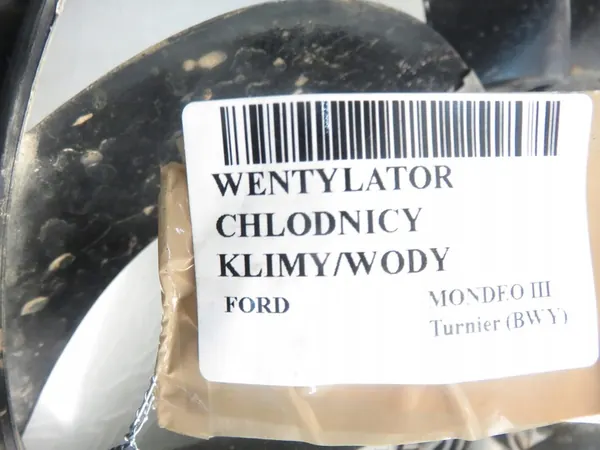 WENTYLATOR
CHLODNICY
KLIMY/WODY
FORD
MONDEO III
Turnier (BWY)